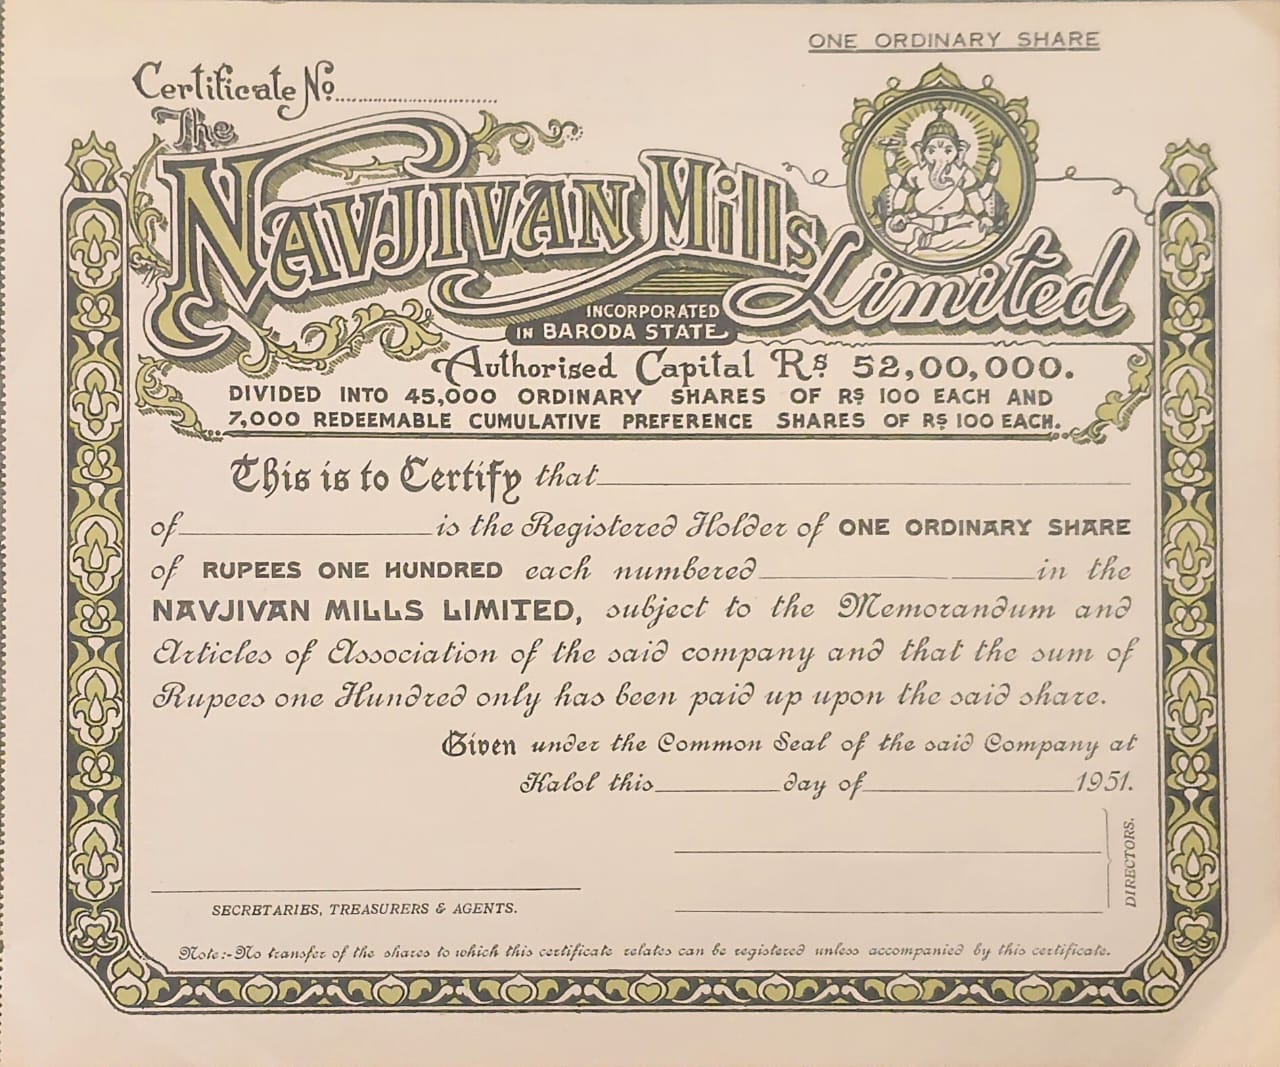 ONE ORDINARY SHARE
Certificate No.
The
NAVJIVAN Mills Limited
INCORPORATED
IN BARODA STATE
Authorised Capital Rs 52,00,000.
DIVIDED INTO 45,000 ORDINARY SHARES OF RS 100 EACH AND
7,000 REDEEMABLE CUMULATIVE PREFERENCE SHARES OF RS 100 EACH.
This is to Certify that
of is the Registered Holder of ONE ORDINARY SHARE
of RUPEES ONE HUNDRED each numbered in the
NAVJIVAN MILLS LIMITED, subject to the Memorandum and
Articles of Association of the said company and that the sum of
Rupees one Hundred only has been paid up upon the said share.
Given under the Common Seal of the said Company at
Kalol this day of 1951.
DIRECTORS.
SECRETARIES, TREASURERS & AGENTS.
Note:-No transfer of the shares to which this certificate relates can be registered unless accompanied by this certificate.